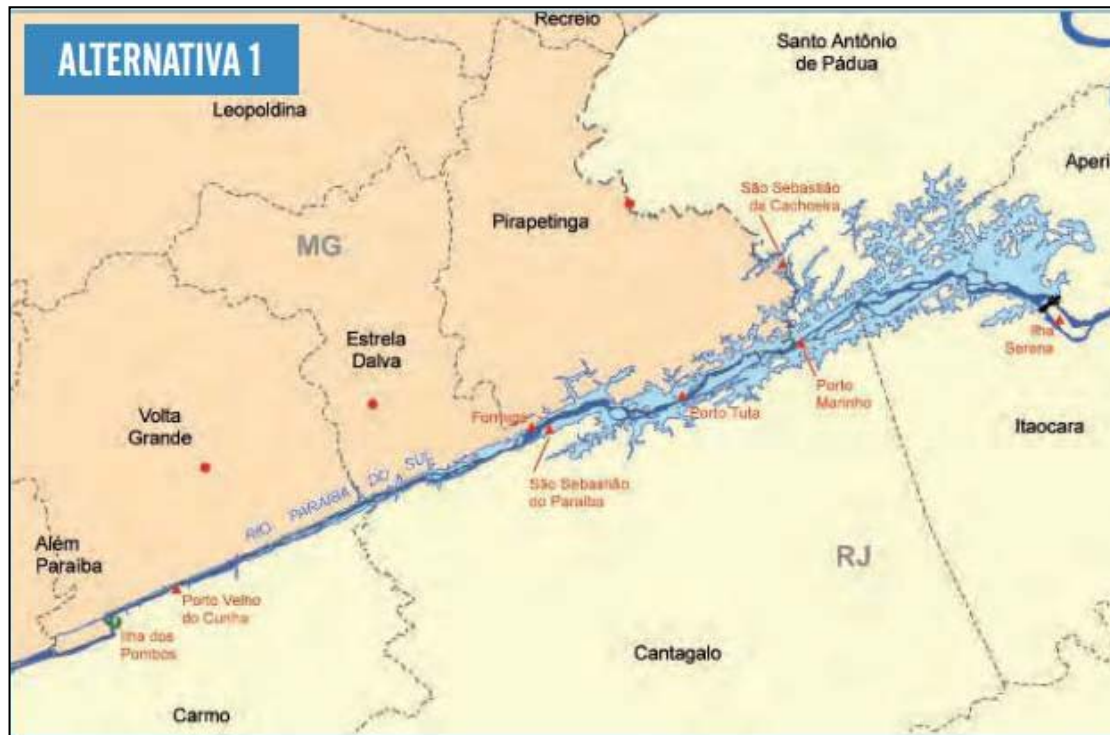 ALTERNATIVA 1
Recreio
Santo Antônio
de Pádua
Leopoldina
Aperi
São Sebastião
da Cachoeira
Pirapetinga
MG
Ilha
Serena
Estrela
Dalva
Porto
Marinho
Volta
Grande
Formiga
Porto Tuta
Itaocara
São Sebastião
do Paraíba
RIO PARAIBA DO SUL
Além
Paraíba
RJ
Porto Velho
do Cunha
Ilha dos
Pombos
Cantagalo
Carmo